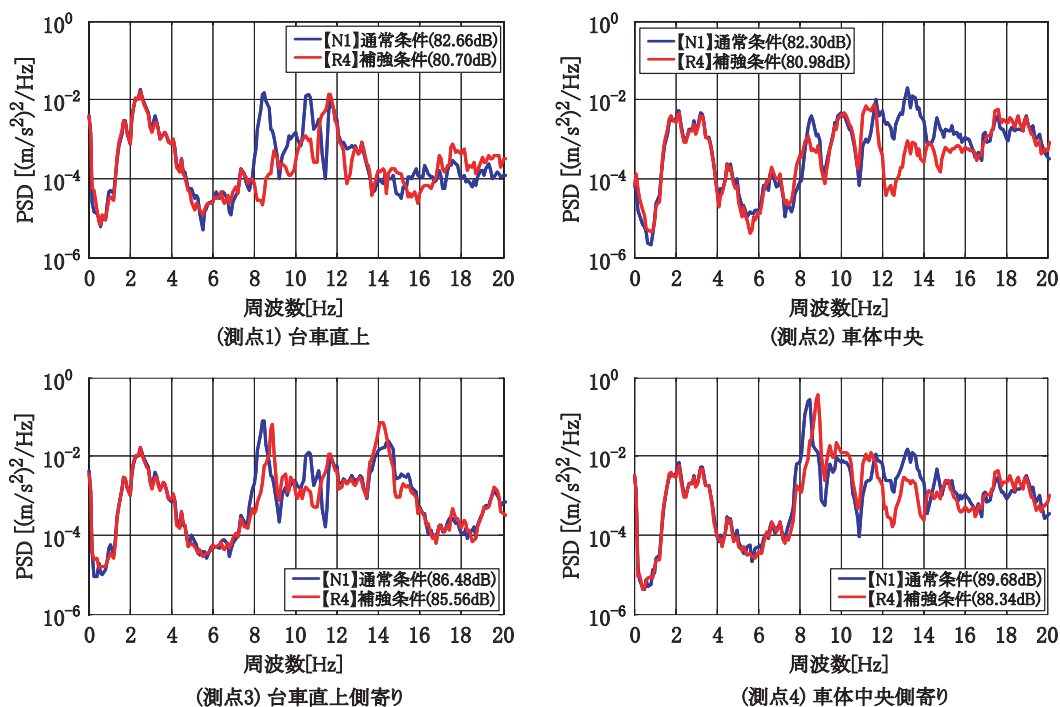 10^0
10^-2
10^-4
10^-6
PSD [(m/s^2)^2/Hz]
【N1】通常条件(82.66dB)
【R4】補強条件(80.70dB)
0 2 4 6 8 10 12 14 16 18 20
周波数[Hz]
(測点1) 台車直上
10^0
10^-2
10^-4
10^-6
PSD [(m/s^2)^2/Hz]
【N1】通常条件(82.30dB)
【R4】補強条件(80.98dB)
0 2 4 6 8 10 12 14 16 18 20
周波数[Hz]
(測点2) 車体中央
10^0
10^-2
10^-4
10^-6
PSD [(m/s^2)^2/Hz]
【N1】通常条件(86.48dB)
【R4】補強条件(85.56dB)
0 2 4 6 8 10 12 14 16 18 20
周波数[Hz]
(測点3) 台車直上側寄り
10^0
10^-2
10^-4
10^-6
PSD [(m/s^2)^2/Hz]
【N1】通常条件(89.68dB)
【R4】補強条件(88.34dB)
0 2 4 6 8 10 12 14 16 18 20
周波数[Hz]
(測点4) 車体中央側寄り